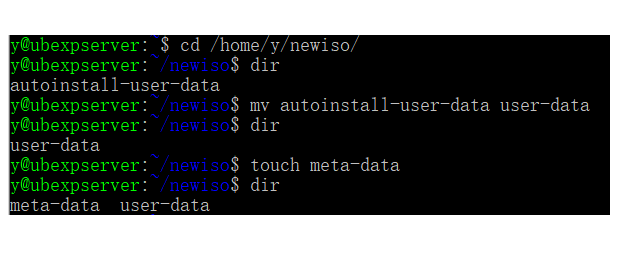 y@ubexpserver:~$ cd /home/y/newiso/
y@ubexpserver:~/newiso$ dir
autoinstall-user-data
y@ubexpserver:~/newiso$ mv autoinstall-user-data user-data
y@ubexpserver:~/newiso$ dir
user-data
y@ubexpserver:~/newiso$ touch meta-data
y@ubexpserver:~/newiso$ dir
meta-data  user-data